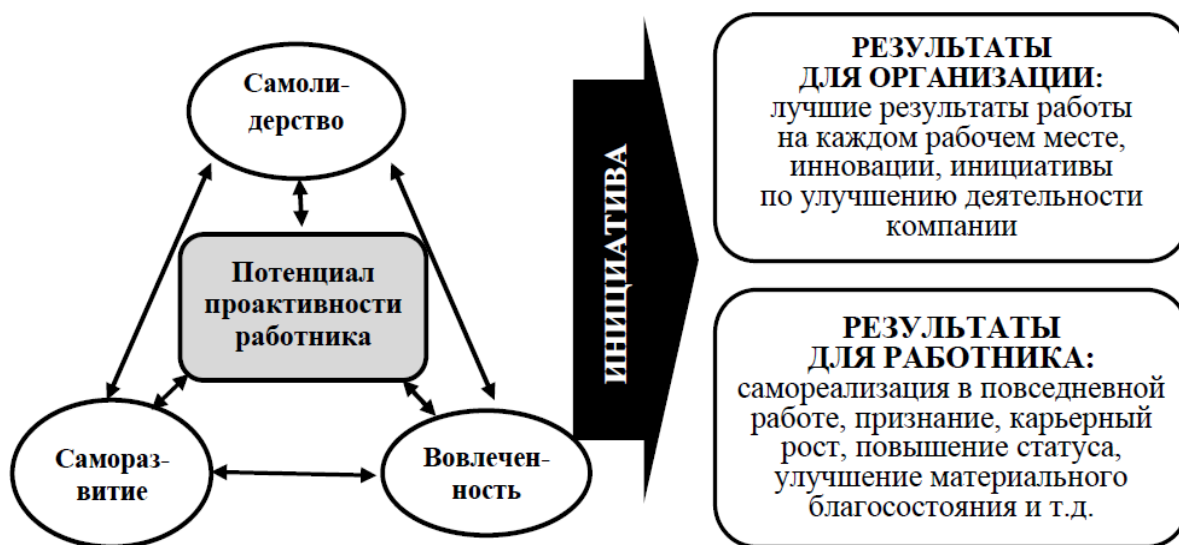 Самоли-
дерство
Потенциал
проактивности
работника
Самораз-
витие
Вовлечен-
ность
ИНИЦИАТИВА
РЕЗУЛЬТАТЫ
ДЛЯ ОРГАНИЗАЦИИ:
лучшие результаты работы
на каждом рабочем месте,
инновации, инициативы
по улучшению деятельности
компании
РЕЗУЛЬТАТЫ
ДЛЯ РАБОТНИКА:
самореализация в повседневной
работе, признание, карьерный
рост, повышение статуса,
улучшение материального
благосостояния и т.д.